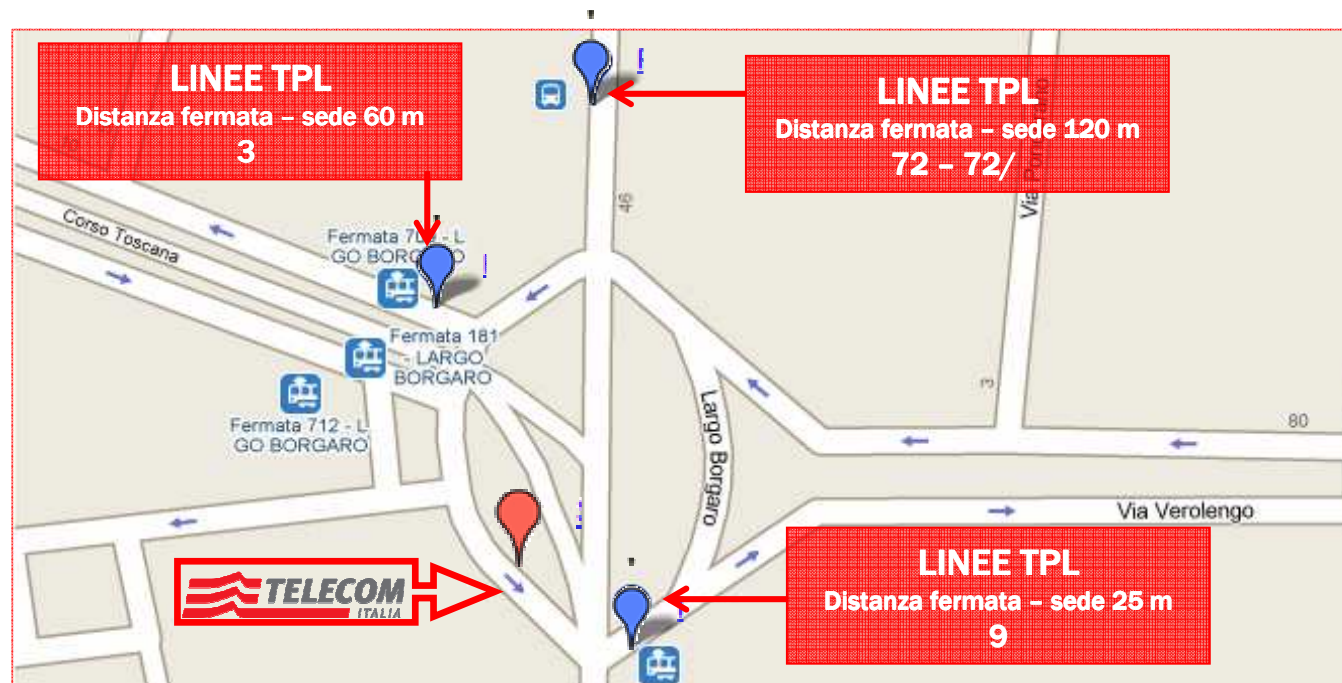 LINEE TPL
Distanza fermata – sede 60 m
3
LINEE TPL
Distanza fermata – sede 120 m
72 – 72/
46
Corso Toscana
Fermata
GO BORGARO
Fermata 181
- LARGO
BORGARO
Fermata 712 - L
GO BORGARO
Largo Borgaro
3
80
Via Verolengo
TELECOM
ITALIA
LINEE TPL
Distanza fermata – sede 25 m
9
Via